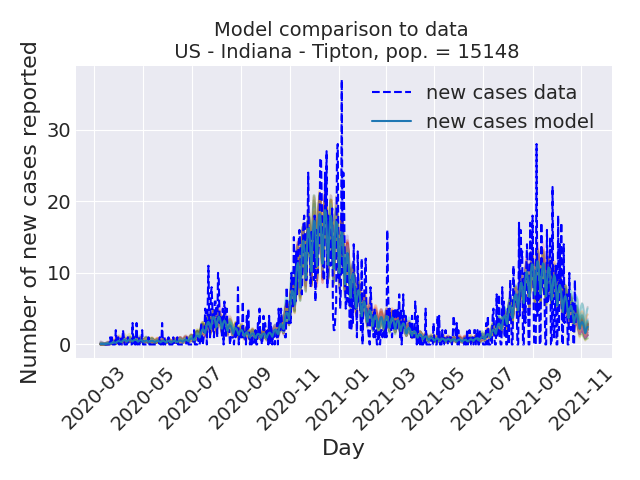 Model comparison to data
US - Indiana - Tipton, pop. = 15148
Number of new cases reported
30
20
10
0
new cases data
new cases model
2020-03
2020-05
2020-07
2020-09
2020-11
2021-01
2021-03
2021-05
2021-07
2021-09
2021-11
Day